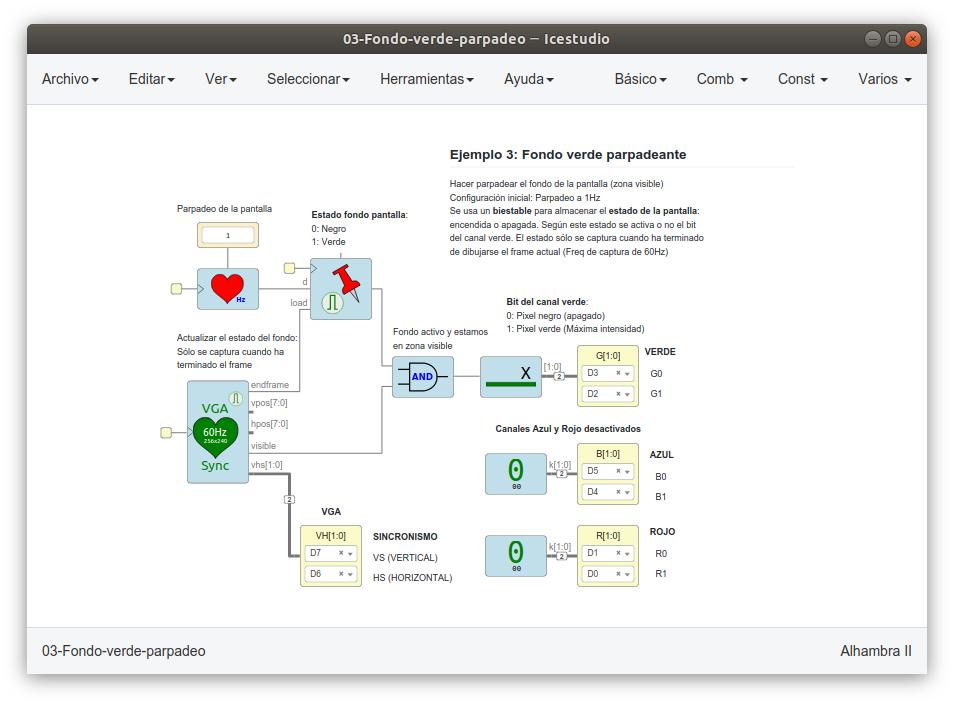 03-Fondo-verde-parpadeo — Icestudio
Archivo Editar Ver Seleccionar Herramientas Ayuda Básico Comb Const Varios
Ejemplo 3: Fondo verde parpadeante
Hacer parpadear el fondo de la pantalla (zona visible)
Configuración inicial: Parpadeo a 1Hz
Se usa un biestable para almacenar el estado de la pantalla:
encendida o apagada. Según este estado se activa o no el bit
del canal verde. El estado sólo se captura cuando ha terminado
de dibujarse el frame actual (Freq de captura de 60Hz)
Parpadeo de la pantalla
1
Hz
Estado fondo pantalla:
0: Negro
1: Verde
d
load
Actualizar el estado del fondo:
Sólo se captura cuando ha
terminado el frame
VGA
60Hz
256x240
Sync
endframe
vpos[7:0]
hpos[7:0]
visible
vhs[1:0]
2
Fondo activo y estamos
en zona visible
AND
Bit del canal verde:
0: Pixel negro (apagado)
1: Pixel verde (Máxima intensidad)
X
[1:0]
2
G[1:0]
D3
D2
VERDE
G0
G1
Canales Azul y Rojo desactivados
0
00
k[1:0]
2
B[1:0]
D5
D4
AZUL
B0
B1
0
00
k[1:0]
2
R[1:0]
D1
D0
ROJO
R0
R1
VGA
VH[1:0]
D7
D6
SINCRONISMO
VS (VERTICAL)
HS (HORIZONTAL)
03-Fondo-verde-parpadeo
Alhambra II